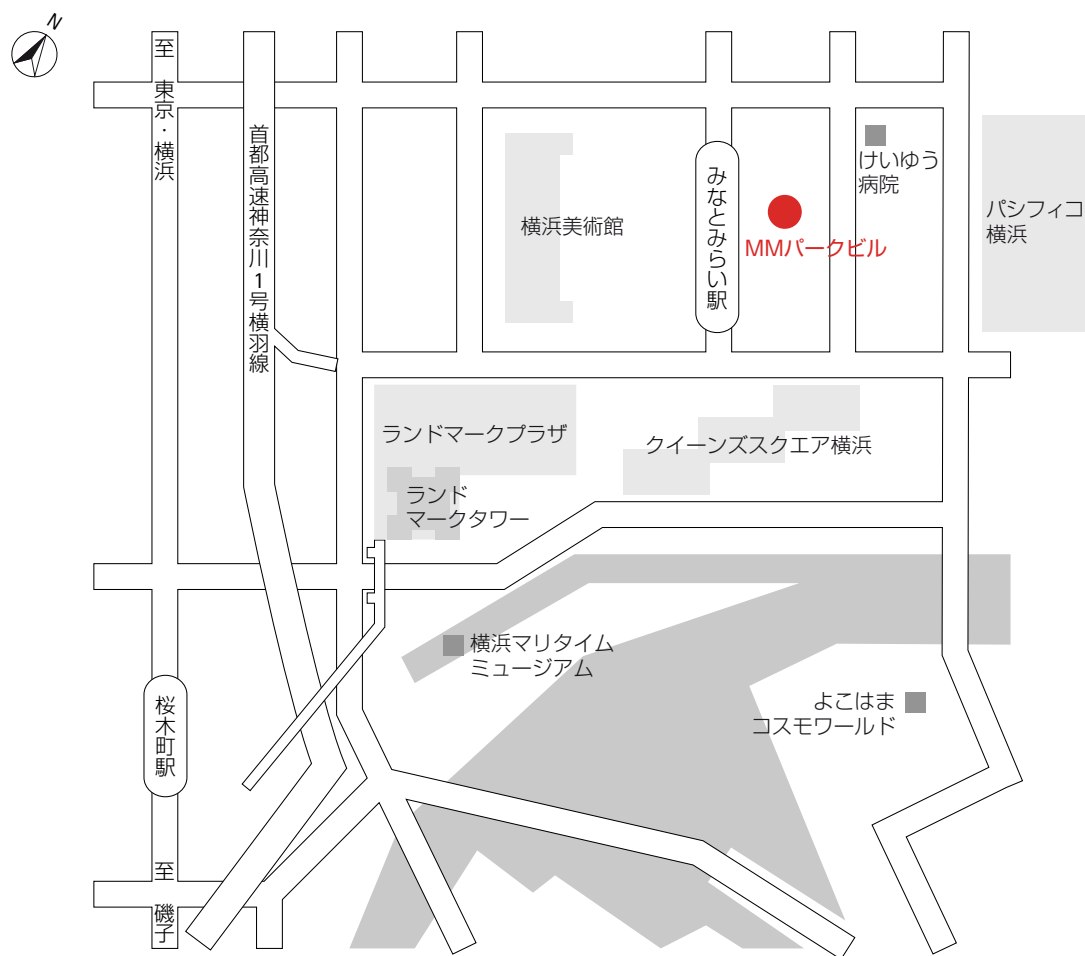 N
至 東京・横浜
首都高速神奈川1号横羽線
横浜美術館
みなとみらい駅
MMパークビル
けいゆう
病院
パシフィコ
横浜
ランドマークプラザ
クイーンズスクエア横浜
ランド
マークタワー
横浜マリタイム
ミュージアム
よこはま
コスモワールド
桜木町駅
至 磯子